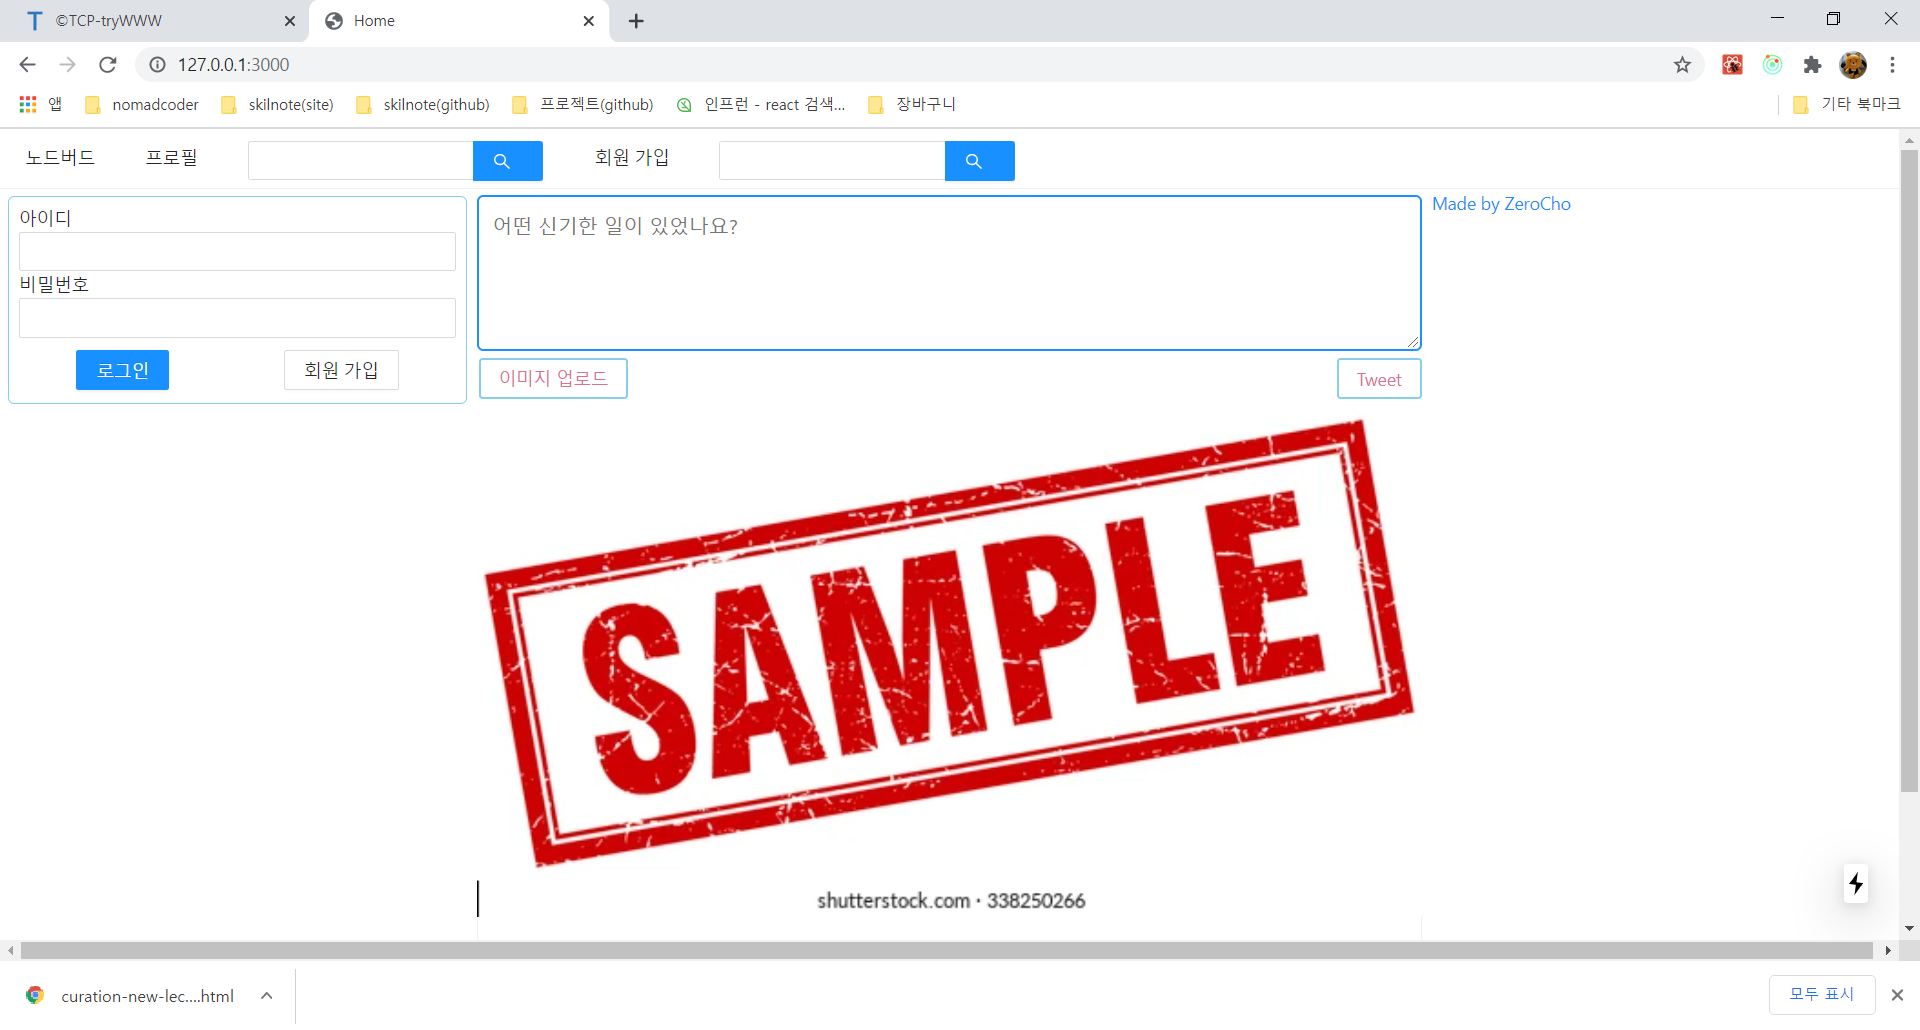 ©TCP-tryWWW
Home
127.0.0.1:3000
앱
nomadcoder
skilnote(site)
skilnote(github)
프로젝트(github)
인프런 - react 검색...
장바구니
기타 북마크
노드버드
프로필
회원 가입
Made by ZeroCho
아이디
비밀번호
로그인
회원 가입
어떤 신기한 일이 있었나요?
이미지 업로드
Tweet
SAMPLE
shutterstock.com · 338250266
curation-new-lec....html
모두 표시